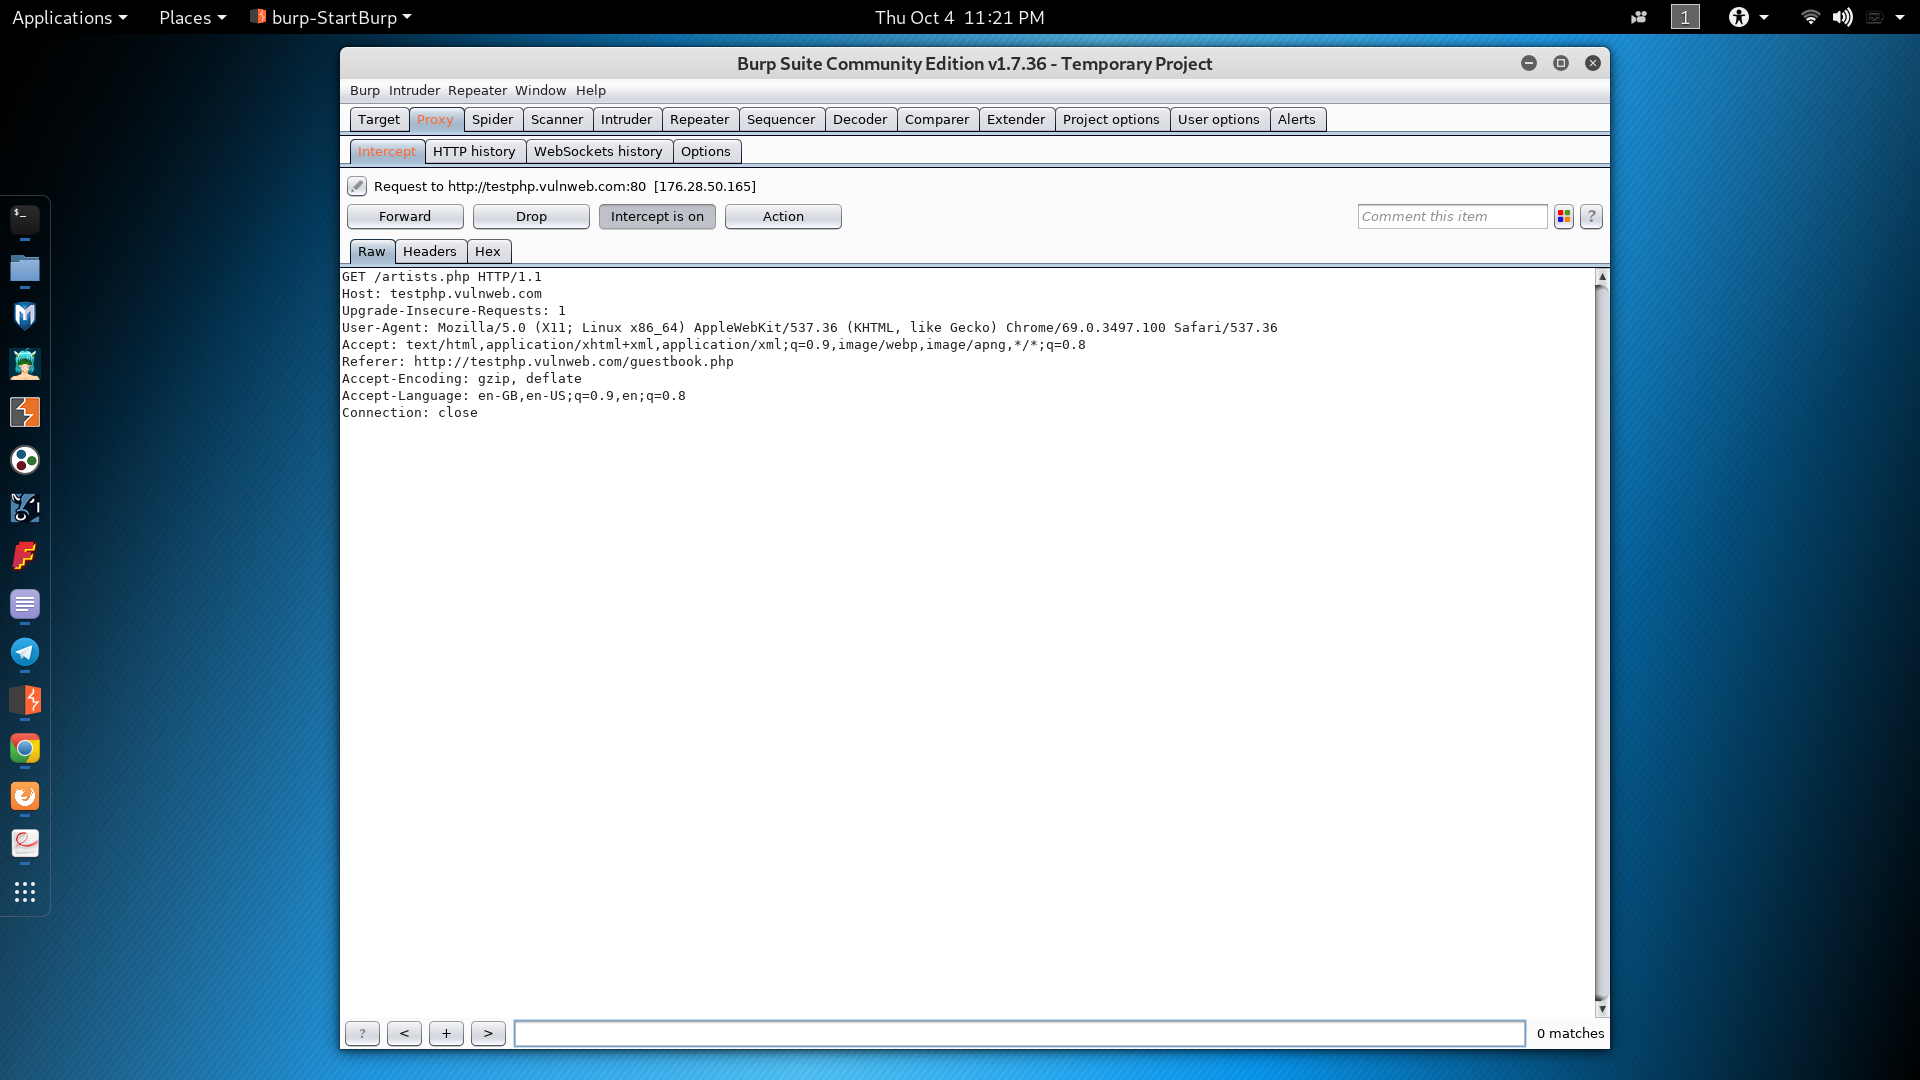 Applications Places burp-StartBurp Thu Oct 4 11:21 PM 1
Burp Suite Community Edition v1.7.36 - Temporary Project
Burp Intruder Repeater Window Help
Target Proxy Spider Scanner Intruder Repeater Sequencer Decoder Comparer Extender Project options User options Alerts
Intercept HTTP history WebSockets history Options
Request to http://testphp.vulnweb.com:80 [176.28.50.165]
Forward Drop Intercept is on Action Comment this item ?
Raw Headers Hex
GET /artists.php HTTP/1.1
Host: testphp.vulnweb.com
Upgrade-Insecure-Requests: 1
User-Agent: Mozilla/5.0 (X11; Linux x86_64) AppleWebKit/537.36 (KHTML, like Gecko) Chrome/69.0.3497.100 Safari/537.36
Accept: text/html,application/xhtml+xml,application/xml;q=0.9,image/webp,image/apng,*/*;q=0.8
Referer: http://testphp.vulnweb.com/guestbook.php
Accept-Encoding: gzip, deflate
Accept-Language: en-GB,en-US;q=0.9,en;q=0.8
Connection: close
? < + > 0 matches